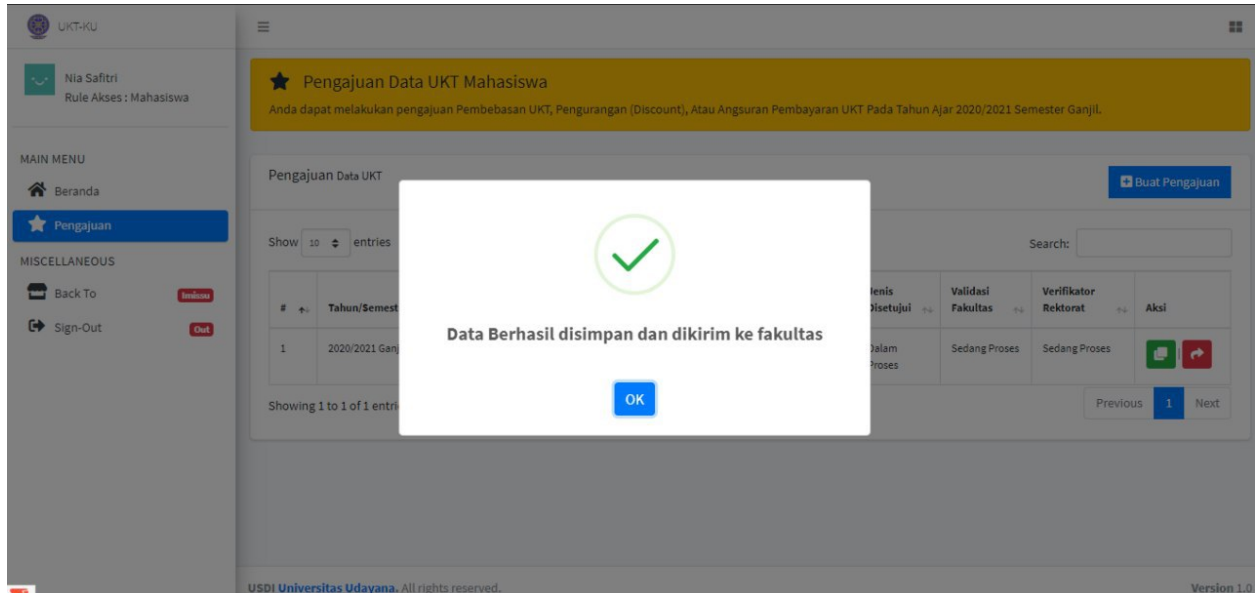 UKT-KU
Nia Safitri
Rule Akses : Mahasiswa
MAIN MENU
Beranda
Pengajuan
MISCELLANEOUS
Back To Imissu
Sign-Out Out
Pengajuan Data UKT Mahasiswa
Anda dapat melakukan pengajuan Pembebasan UKT, Pengurangan (Discount), Atau Angsuran Pembayaran UKT Pada Tahun Ajar 2020/2021 Semester Ganjil.
Pengajuan Data UKT
Buat Pengajuan
Show 10 entries
Search:
# Tahun/Semest
Jenis Validasi Verifikator
Disetujui Fakultas Rektorat Aksi
1 2020/2021 Ganj
Dalam Sedang Proses Sedang Proses
Proses
Showing 1 to 1 of 1 entri
Previous 1 Next
Data Berhasil disimpan dan dikirim ke fakultas
OK
USDI Universitas Udayana. All rights reserved.
Version 1.0